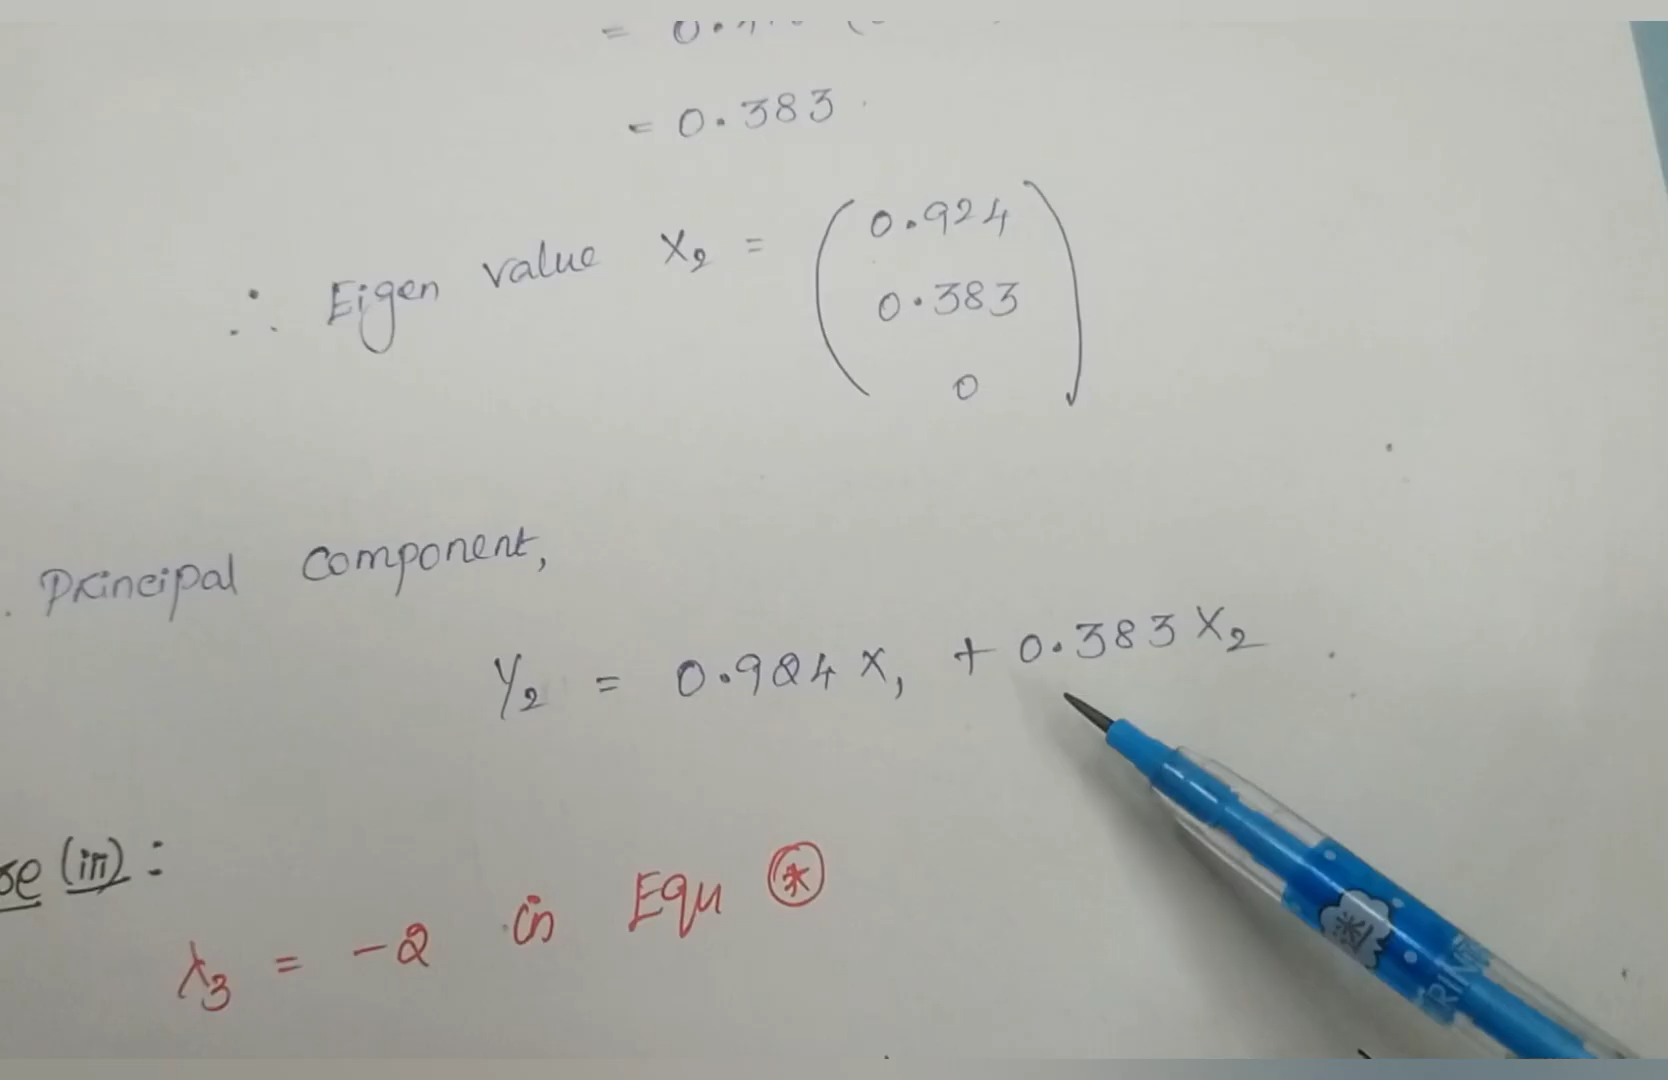 = 0.383
∴ Eigen value X₂ = (0.924
0.383
0)
Principal Component,
Y₂ = 0.924 X₁ + 0.383 X₂
se (iii) :
λ₃ = -2 in Equ ⊛